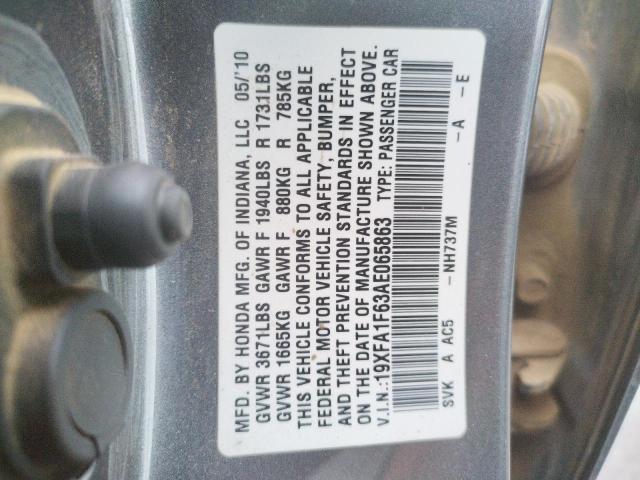 MFD. BY HONDA MFG. OF INDIANA, LLC 05/'10
GVWR 3671LBS GAWR F 1940LBS R 1731LBS
GVWR 1665KG GAWR F 880KG R 785KG
THIS VEHICLE CONFORMS TO ALL APPLICABLE
FEDERAL MOTOR VEHICLE SAFETY, BUMPER,
AND THEFT PREVENTION STANDARDS IN EFFECT
ON THE DATE OF MANUFACTURE SHOWN ABOVE.
V.I.N.:19XFA1F63AE065863 TYPE: PASSENGER CAR
SVK A AC5 -NH737M -A -E